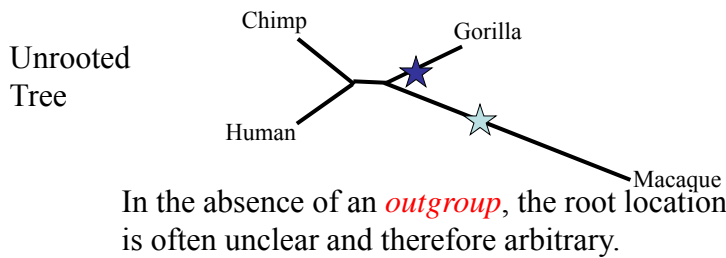 Chimp
Gorilla
Unrooted
Tree
Human
Macaque
In the absence of an outgroup, the root location
is often unclear and therefore arbitrary.